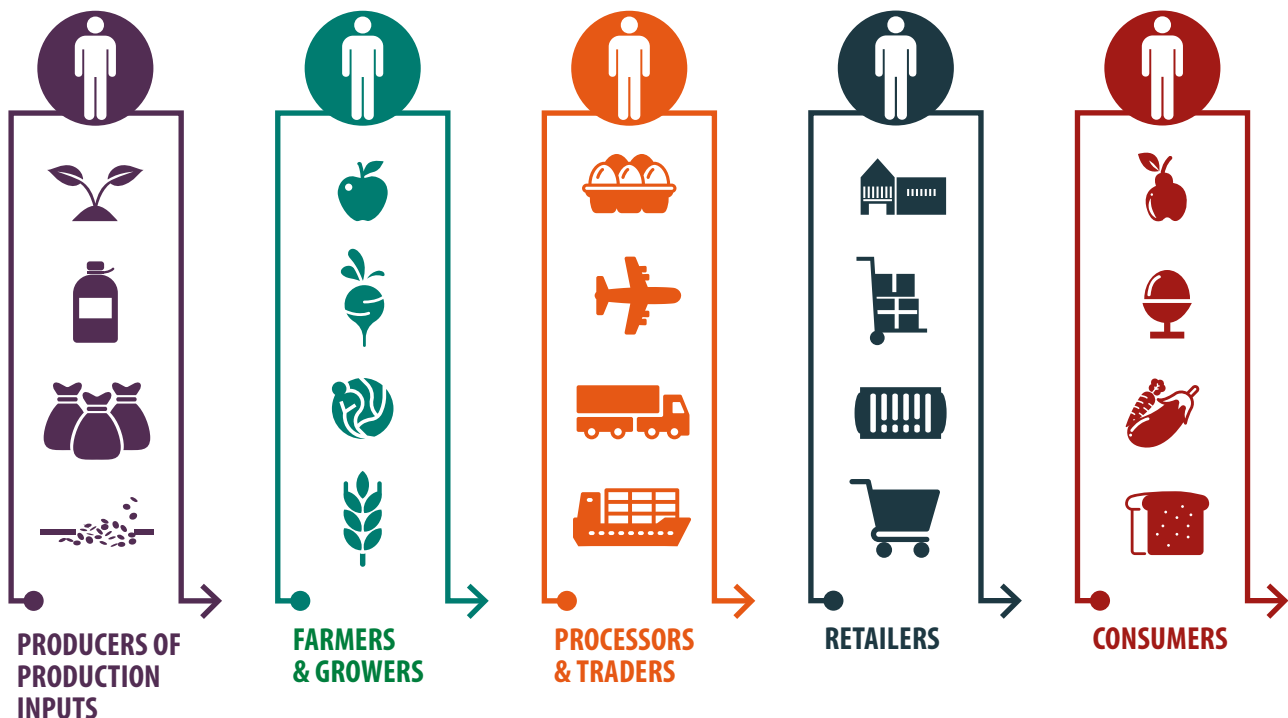 PRODUCERS OF
PRODUCTION
INPUTS
FARMERS
& GROWERS
PROCESSORS
& TRADERS
RETAILERS
CONSUMERS